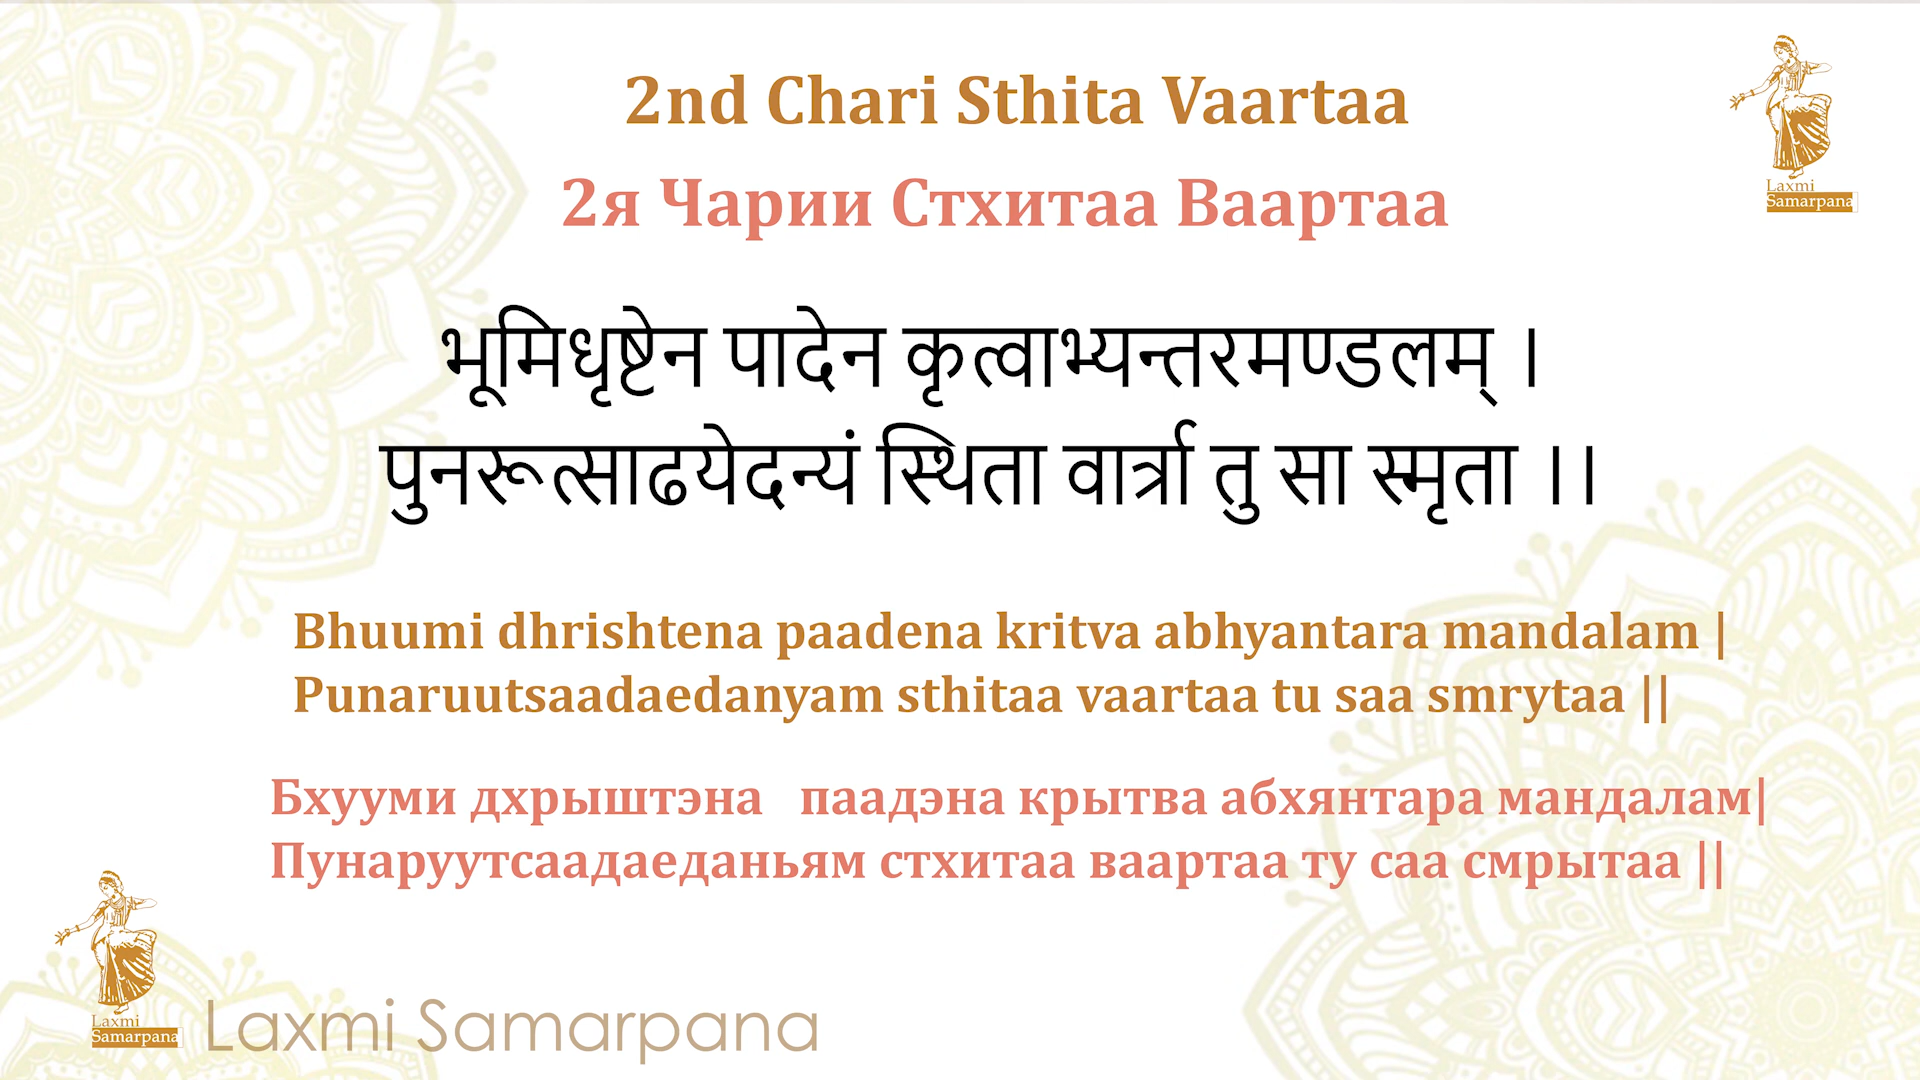 2nd Chari Sthita Vaartaa
2я Чарии Стхитаа Ваартаа
Laxmi
Samarpana
भूमिधृष्टेन पादेन कृत्वाभ्यन्तरमण्डलम् ।
पुनरूत्साढयेदन्यं स्थिता वार्त्रा तु सा स्मृता ।।
Bhuumi dhrishtena paadena kritva abhyantara mandalam |
Punaruutsaadaedanyam sthitaa vaartaa tu saa smrytaa ||
Бхууми дхрыштэна паадэна крытва абхянтара мандалам|
Пунаруутсаадаеданьям стхитаа ваартаа ту саа смрытаа ||
Laxmi
Samarpana
Laxmi Samarpana